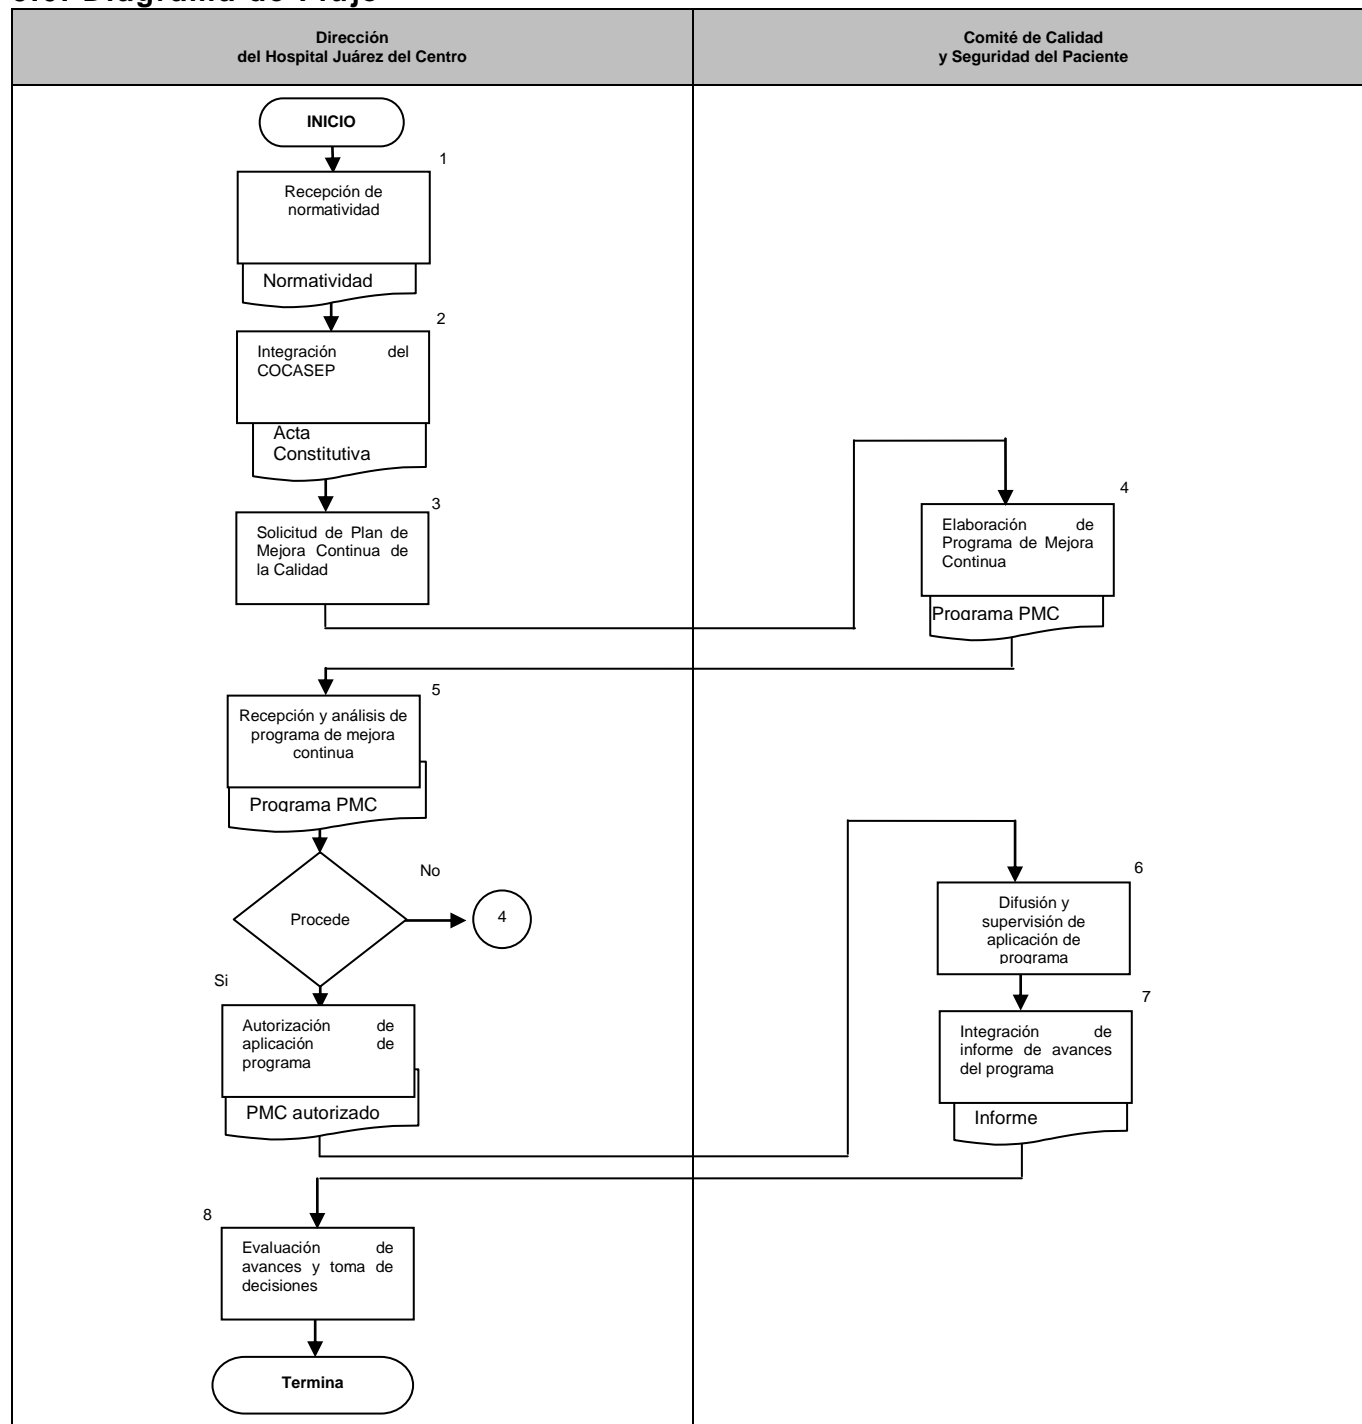 Diagrama de Flujo
Dirección
del Hospital Juárez del Centro
Comité de Calidad
y Seguridad del Paciente
INICIO
1
Recepción de
normatividad
Normatividad
2
Integración del
COCASEP
Acta
Constitutiva
3
Solicitud de Plan de
Mejora Continua de
la Calidad
4
Elaboración de
Programa de Mejora
Continua
Programa PMC
5
Recepción y análisis de
programa de mejora
continua
Programa PMC
Procede
No
4
Si
Autorización de
aplicación de
programa
PMC autorizado
6
Difusión y
supervisión de
aplicación de
programa
7
Integración de
informe de avances
del programa
Informe
8
Evaluación de
avances y toma de
decisiones
Termina